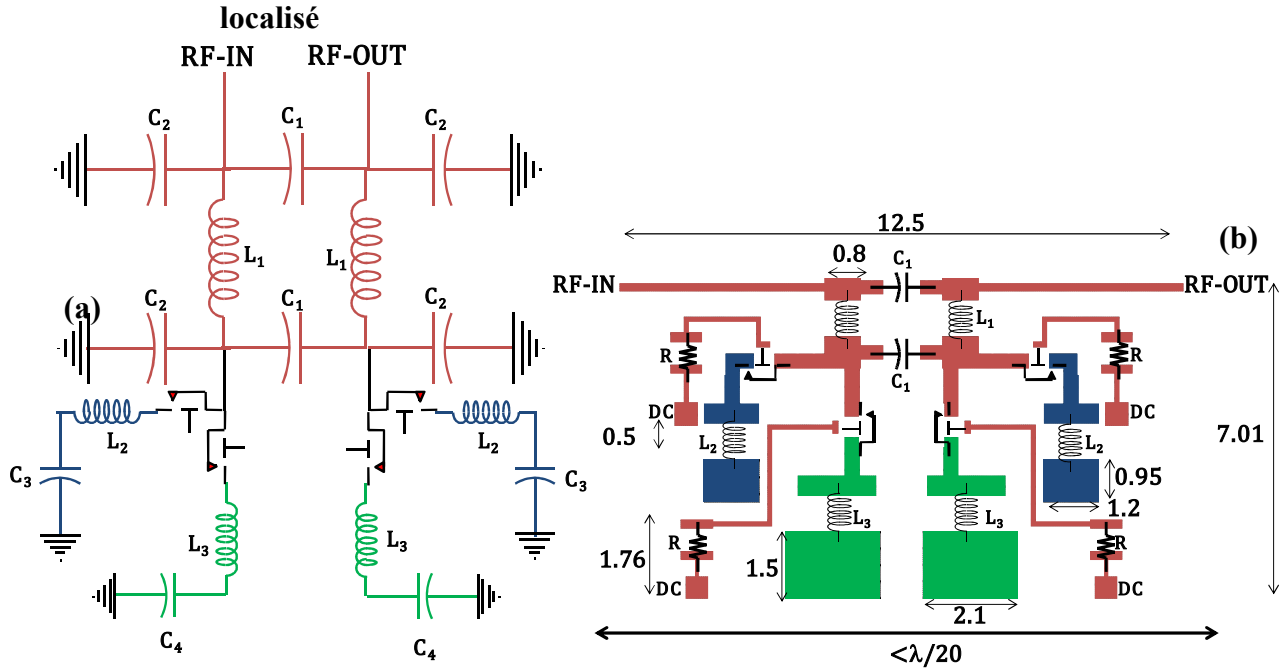 localisé
RF-IN RF-OUT
C₂ C₁ C₂
L₁ L₁
(a)
C₂ C₁ C₂
L₂ L₂
C₃ C₃
L₃ L₃
C₄ C₄
12.5 (b)
0.8 C₁
RF-IN RF-OUT
L₁
R C₁ R
DC DC
0.5 L₂ L₂ 7.01
0.95
1.2
L₃ L₃
1.76 R 1.5 R
DC DC
2.1
<λ/20